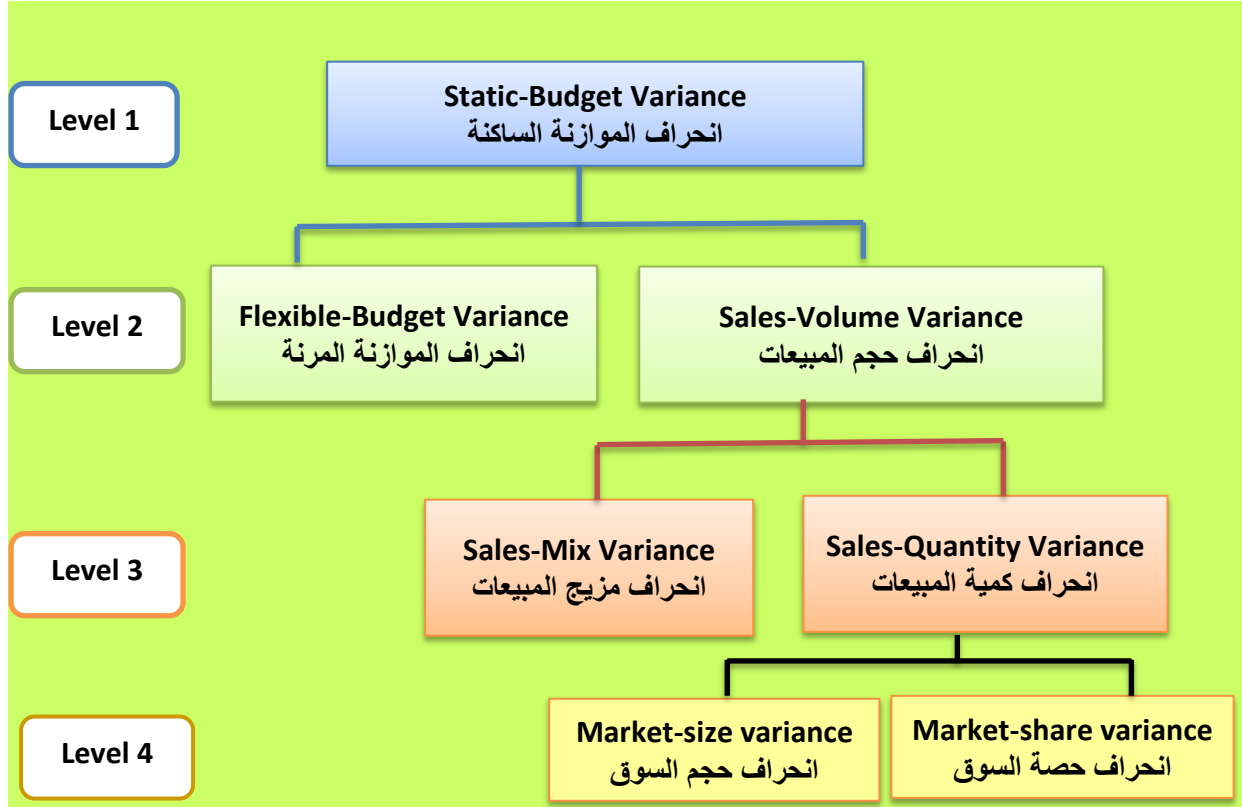 Level 1
Static-Budget Variance
انحراف الموازنة الساكنة
Level 2
Flexible-Budget Variance
انحراف الموازنة المرنة
Sales-Volume Variance
انحراف حجم المبيعات
Level 3
Sales-Mix Variance
انحراف مزيج المبيعات
Sales-Quantity Variance
انحراف كمية المبيعات
Level 4
Market-size variance
انحراف حجم السوق
Market-share variance
انحراف حصة السوق